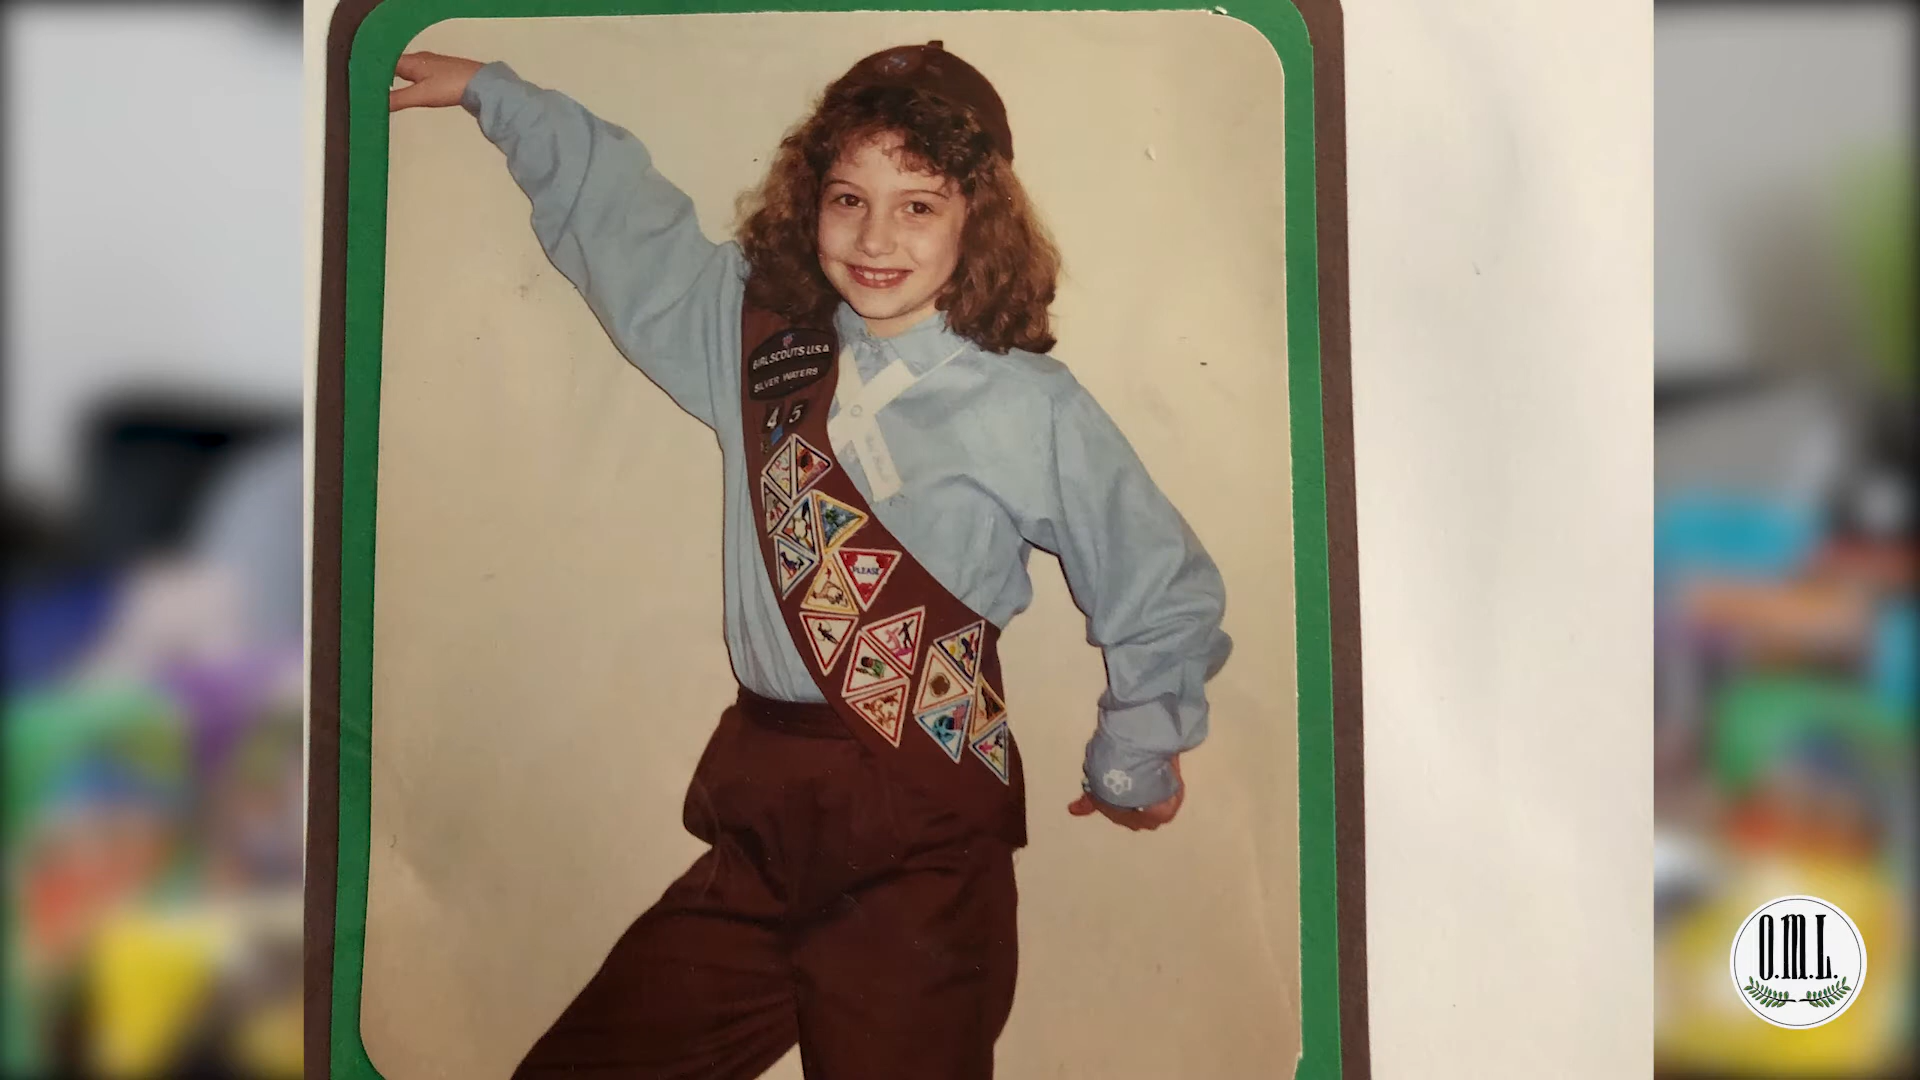 GIRL SCOUTS U.S.A
SILVER WATERS
4 5
PLEASE
O.M.L.